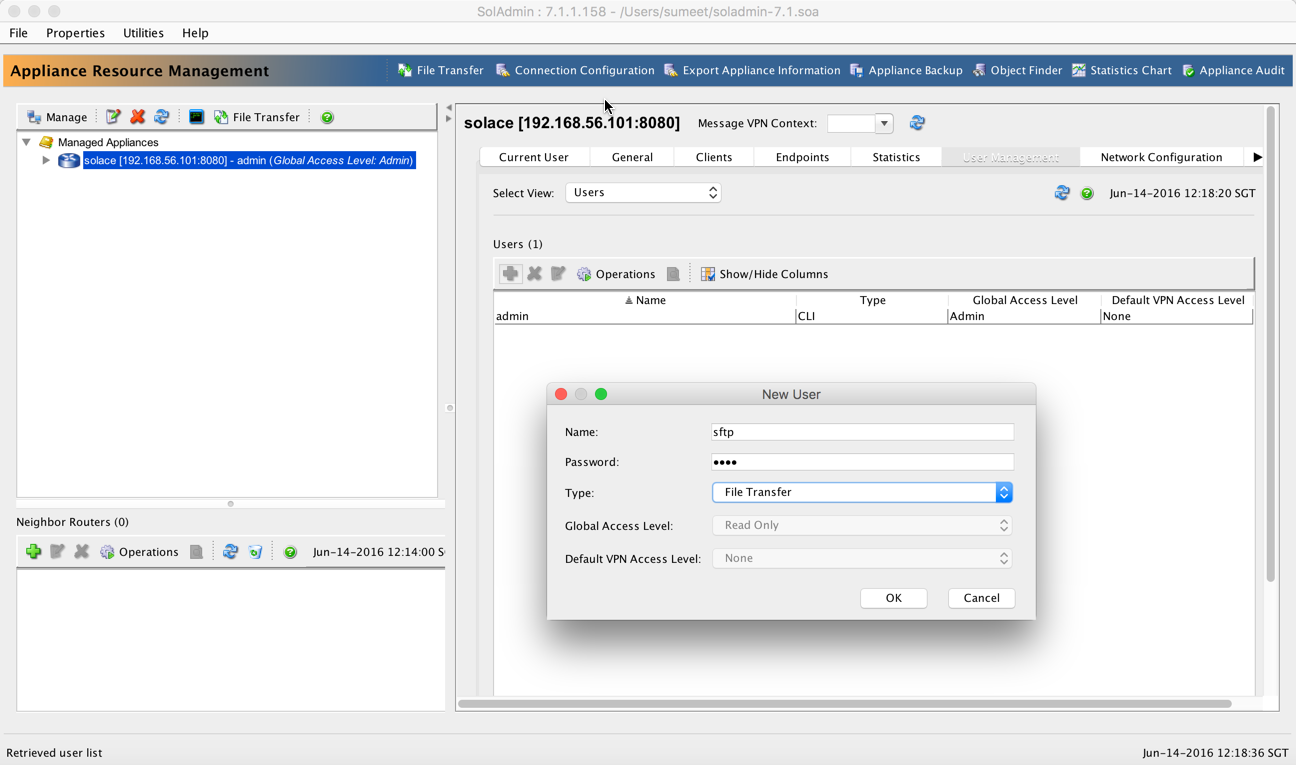 SolAdmin : 7.1.1.158 - /Users/sumeet/soladmin-7.1.soa
File Properties Utilities Help
Appliance Resource Management File Transfer Connection Configuration Export Appliance Information Appliance Backup Object Finder Statistics Chart Appliance Audit
Manage File Transfer
Managed Appliances
solace [192.168.56.101:8080] - admin (Global Access Level: Admin)
Neighbor Routers (0)
Operations Jun-14-2016 12:14:00 S
solace [192.168.56.101:8080] Message VPN Context:
Current User General Clients Endpoints Statistics User Management Network Configuration
Select View: Users Jun-14-2016 12:18:20 SGT
Users (1)
Operations Show/Hide Columns
Name Type Global Access Level Default VPN Access Level
admin CLI Admin None
New User
Name: sftp
Password: ••••
Type: File Transfer
Global Access Level: Read Only
Default VPN Access Level: None
OK Cancel
Retrieved user list Jun-14-2016 12:18:36 SGT